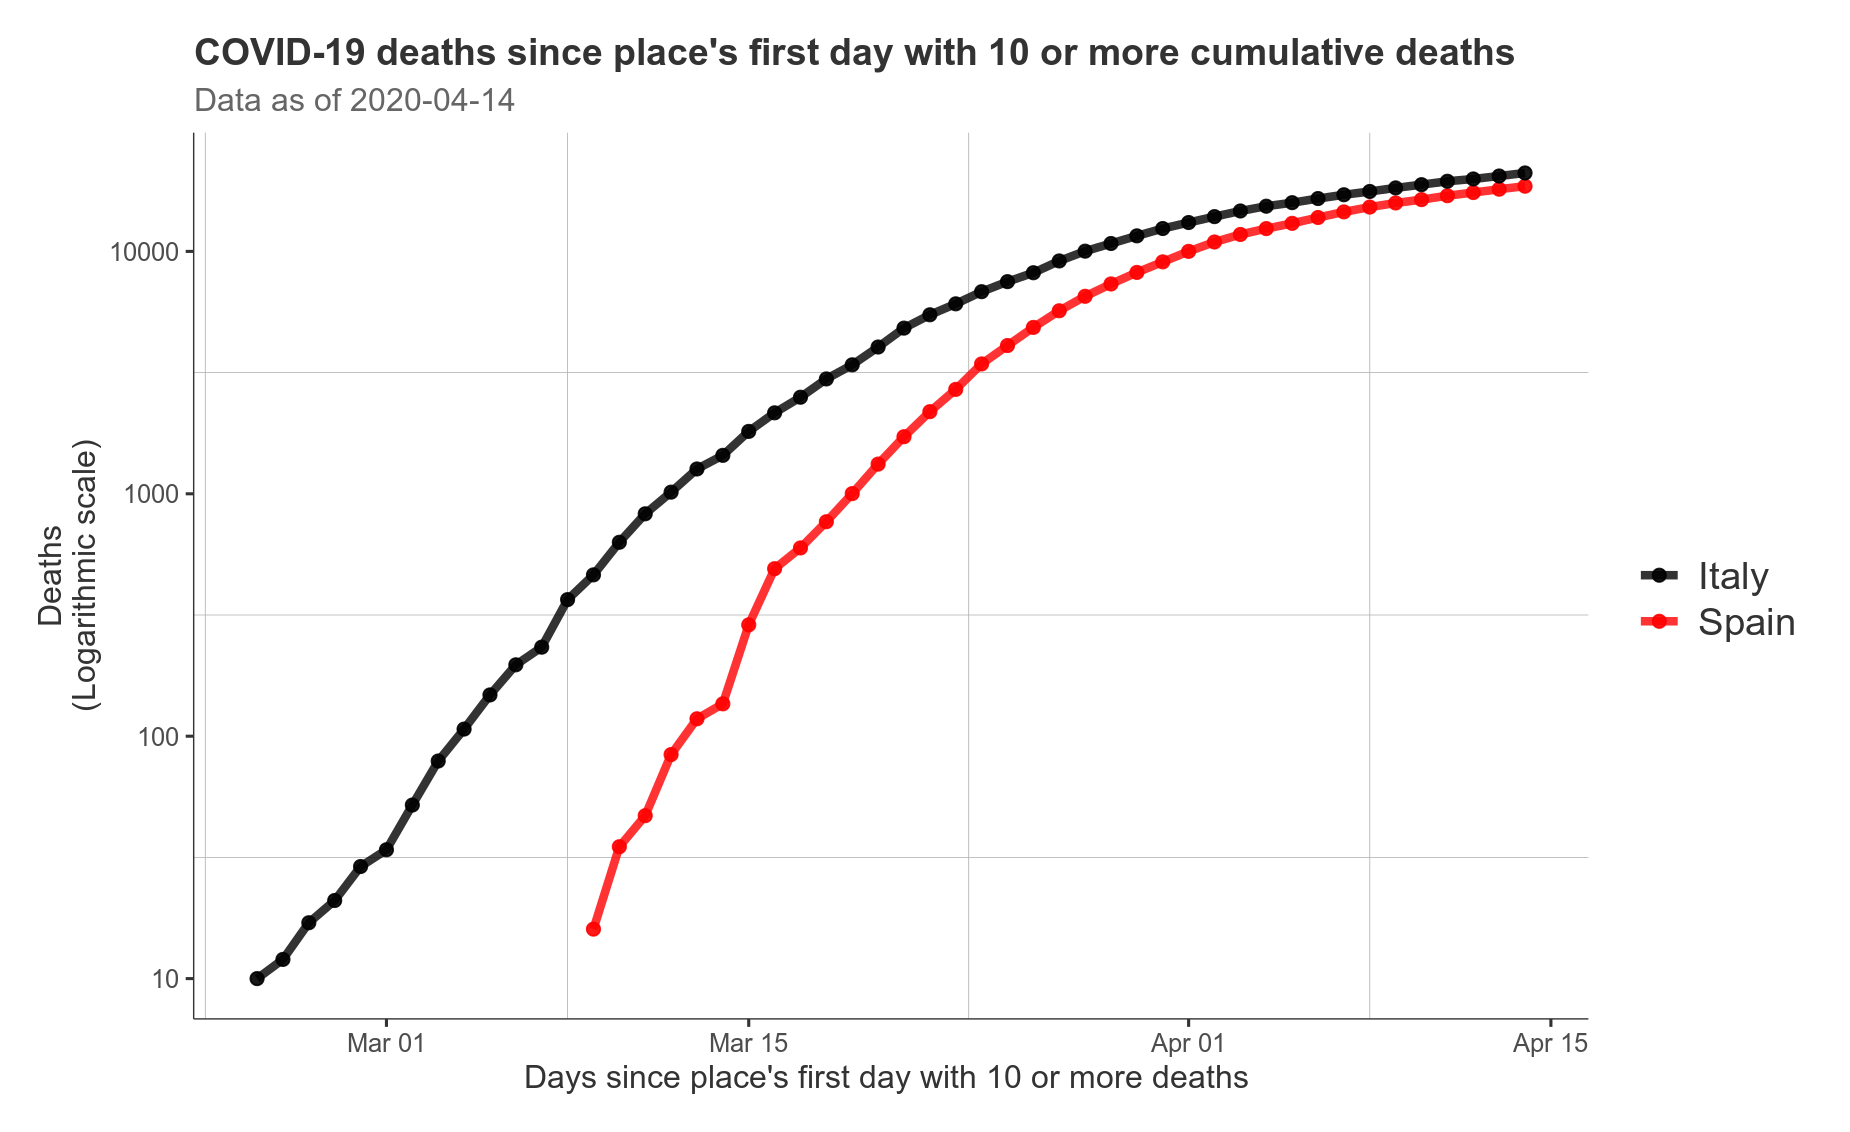 COVID-19 deaths since place's first day with 10 or more cumulative deaths
Data as of 2020-04-14
Deaths
(Logarithmic scale)
10000
1000
100
10
Mar 01
Mar 15
Apr 01
Apr 15
Days since place's first day with 10 or more deaths
Italy
Spain